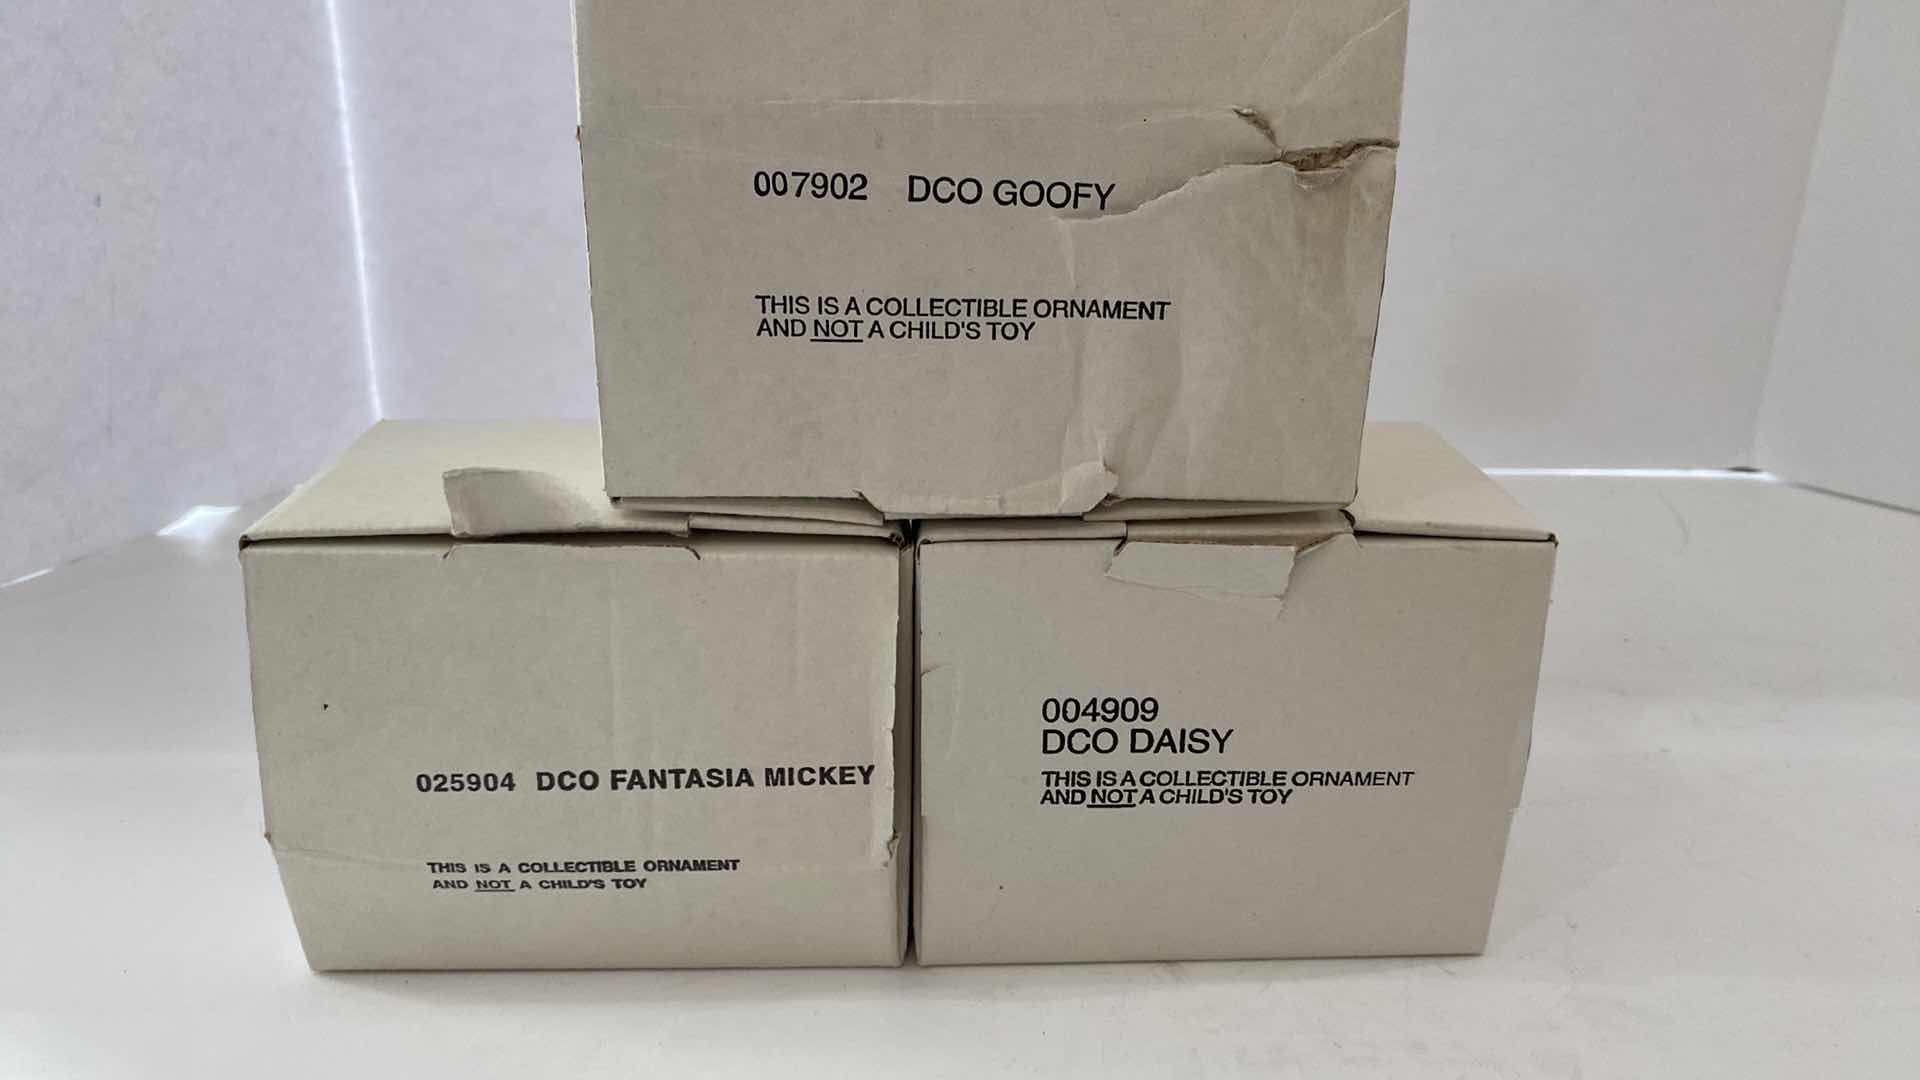 007902 DCO GOOFY
THIS IS A COLLECTIBLE ORNAMENT
AND NOT A CHILD'S TOY
025904 DCO FANTASIA MICKEY
THIS IS A COLLECTIBLE ORNAMENT
AND NOT A CHILD'S TOY
004909
DCO DAISY
THIS IS A COLLECTIBLE ORNAMENT
AND NOT A CHILD'S TOY